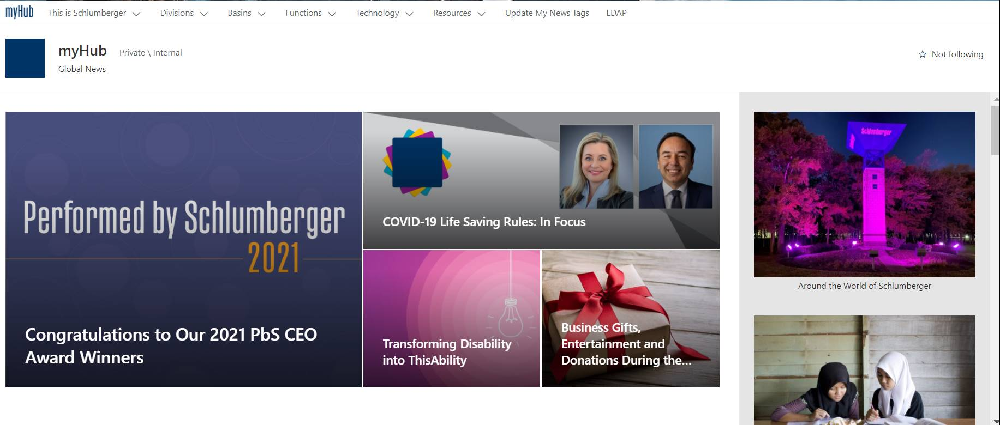 myHub
This is Schlumberger
Divisions
Basins
Functions
Technology
Resources
Update My News Tags
LDAP
myHub
Private \ Internal
Global News
Not following
Performed by Schlumberger
2021
Congratulations to Our 2021 PbS CEO
Award Winners
COVID-19 Life Saving Rules: In Focus
Transforming Disability
into ThisAbility
Business Gifts,
Entertainment and
Donations During the...
Schlumberger
Around the World of Schlumberger